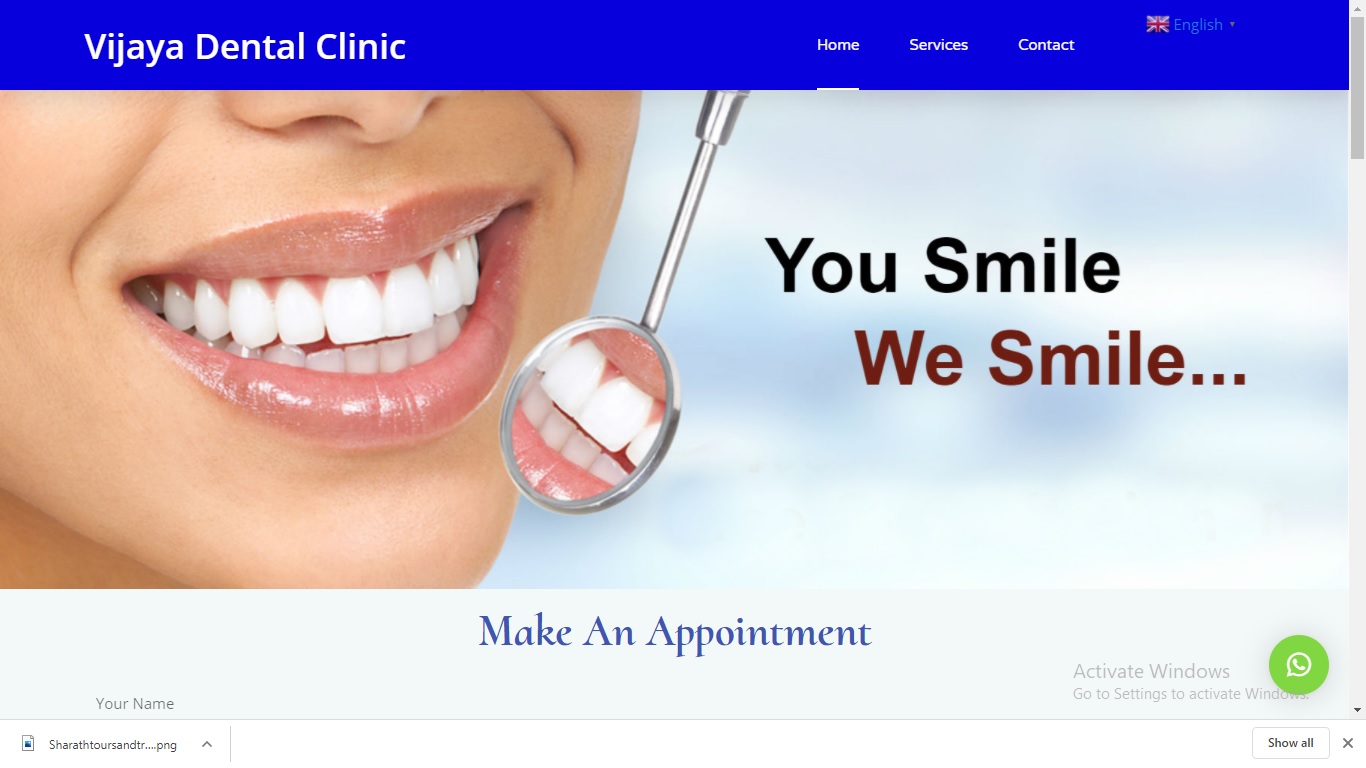 Vijaya Dental Clinic
Home
Services
Contact
English
You Smile
We Smile...
Make An Appointment
Your Name
Activate Windows
Go to Settings to activate Windows.
Sharathtoursandtr....png
Show all